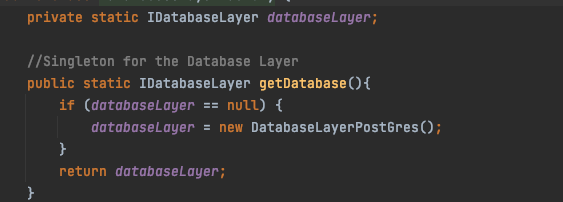 private static IDatabaseLayer databaseLayer;
//Singleton for the Database Layer
public static IDatabaseLayer getDatabase(){
if (databaseLayer == null) {
databaseLayer = new DatabaseLayerPostGres();
}
return databaseLayer;
}